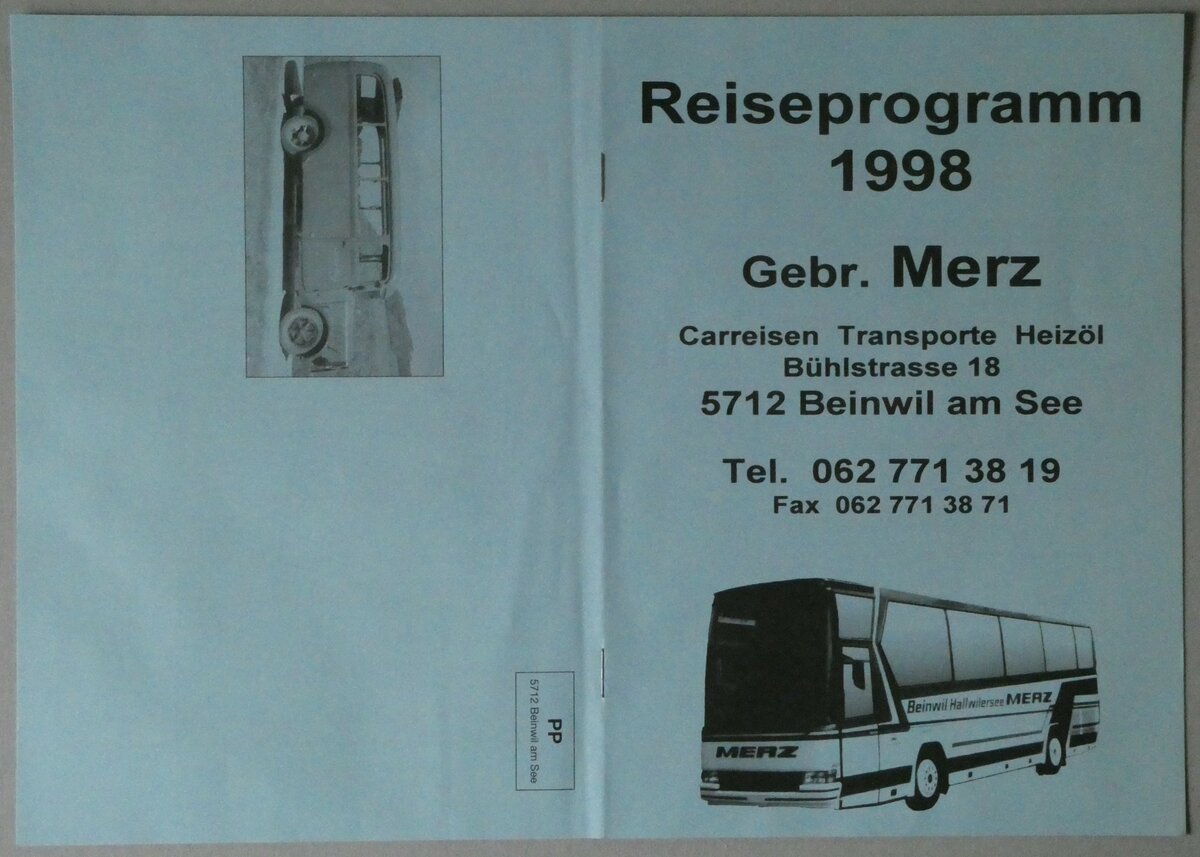 Reiseprogramm
1998
Gebr. Merz
Carreisen Transporte Heizöl
Bühlstrasse 18
5712 Beinwil am See
Tel. 062 771 38 19
Fax 062 771 38 71
Beinwil Hallwilersee MERZ
MERZ
PP
5712 Beinwil am See